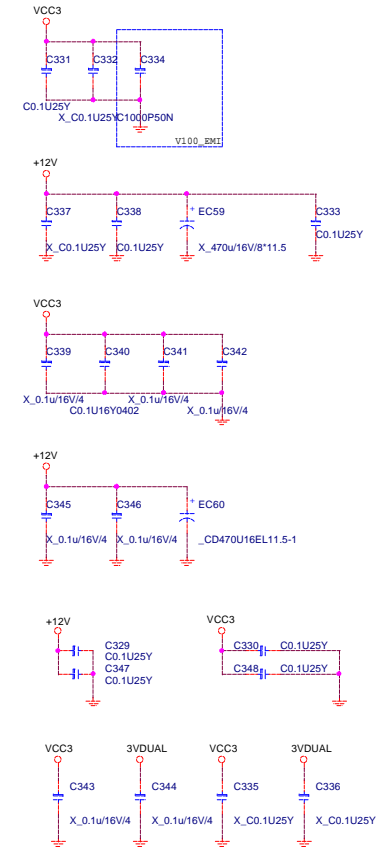 VCC3
C331 C332 C334
C0.1U25Y
X_C0.1U25Y C1000P50N
V100_EMI
+12V
C337 C338 + EC59 C333
X_C0.1U25Y C0.1U25Y X_470u/16V/8*11.5 C0.1U25Y
VCC3
C339 C340 C341 C342
X_0.1u/16V/4 X_0.1u/16V/4
C0.1U16Y0402 X_0.1u/16V/4
+12V
C345 C346 + EC60
X_0.1u/16V/4 X_0.1u/16V/4 _CD470U16EL11.5-1
+12V VCC3
C329
C0.1U25Y
C347
C0.1U25Y
C330 C0.1U25Y
C348 C0.1U25Y
VCC3 3VDUAL VCC3 3VDUAL
C343 C344 C335 C336
X_0.1u/16V/4 X_0.1u/16V/4 X_C0.1U25Y X_C0.1U25Y